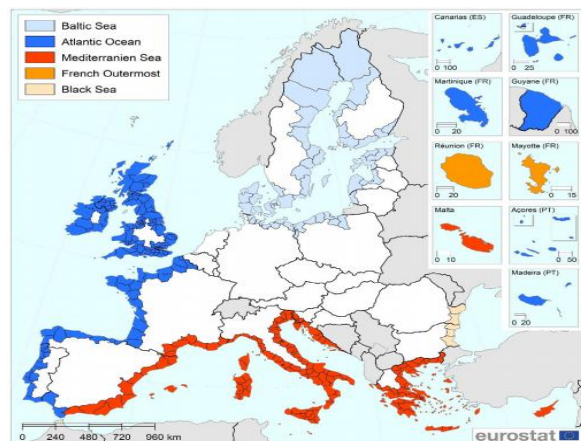 Baltic Sea
Atlantic Ocean
Mediterranien Sea
French Outermost
Black Sea
Canarias (ES)
0 100
Guadeloupe (FR)
0 25
Martinique (FR)
0 20
Guyane (FR)
0 100
Réunion (FR)
0 20
Mayotte (FR)
0 15
Malta
0 10
Açores (PT)
0 50
Madeira (PT)
0 20
0 240 480 720 960 km
eurostat